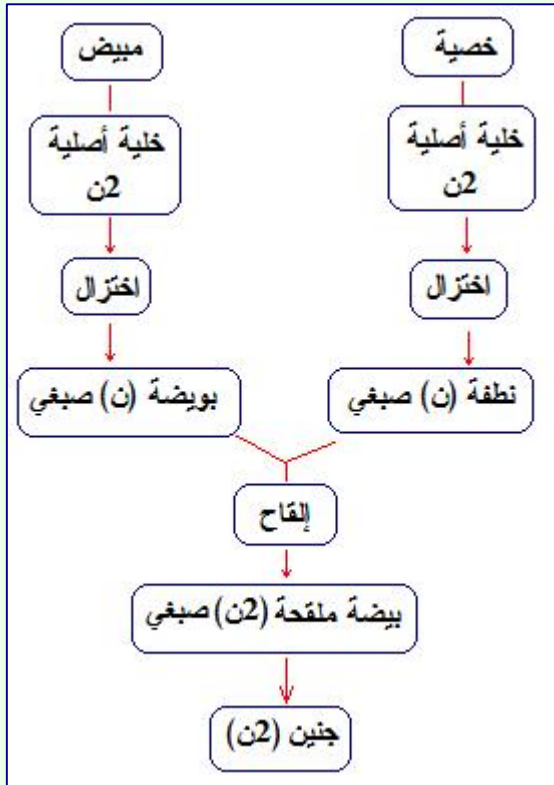 خصية
مبيض
خلية أصلية
2ن
خلية أصلية
2ن
اختزال
اختزال
نطفة (ن) صبغي
بويضة (ن) صبغي
إلقاح
بيضة ملقحة (2ن) صبغي
جنين (2ن)